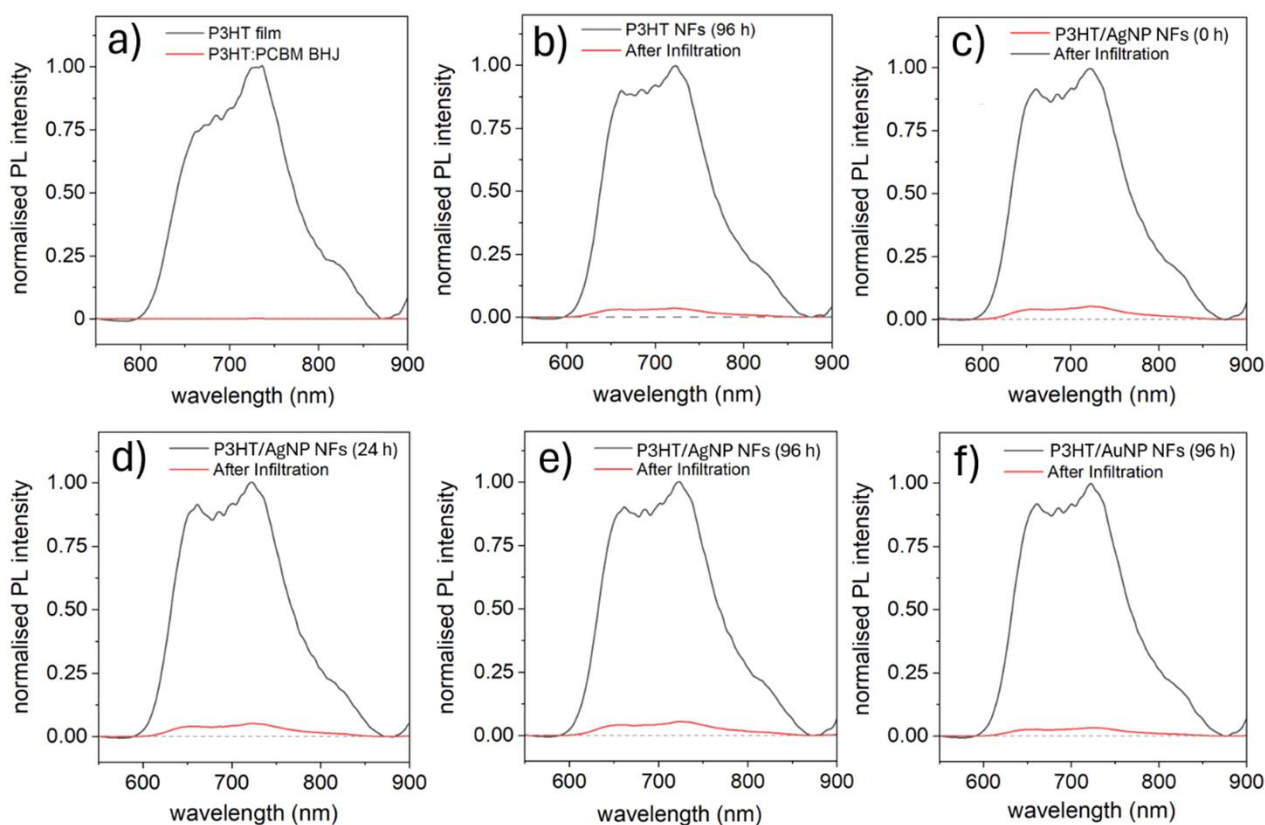 a)
P3HT film
P3HT:PCBM BHJ
1.00
0.75
0.50
0.25
0
600
700
800
900
wavelength (nm)
normalised PL intensity
b)
P3HT NFs (96 h)
After Infiltration
1.00
0.75
0.50
0.25
0.00
600
700
800
900
wavelength (nm)
normalised PL intensity
c)
P3HT/AgNP NFs (0 h)
After Infiltration
1.00
0.75
0.50
0.25
0.00
600
700
800
900
wavelength (nm)
normalised PL intensity
d)
P3HT/AgNP NFs (24 h)
After Infiltration
1.00
0.75
0.50
0.25
0.00
600
700
800
900
wavelength (nm)
normalised PL intensity
e)
P3HT/AgNP NFs (96 h)
After Infiltration
1.00
0.75
0.50
0.25
0.00
600
700
800
900
wavelength (nm)
normalised PL intensity
f)
P3HT/AuNP NFs (96 h)
After Infiltration
1.00
0.75
0.50
0.25
0.00
600
700
800
900
wavelength (nm)
normalised PL intensity